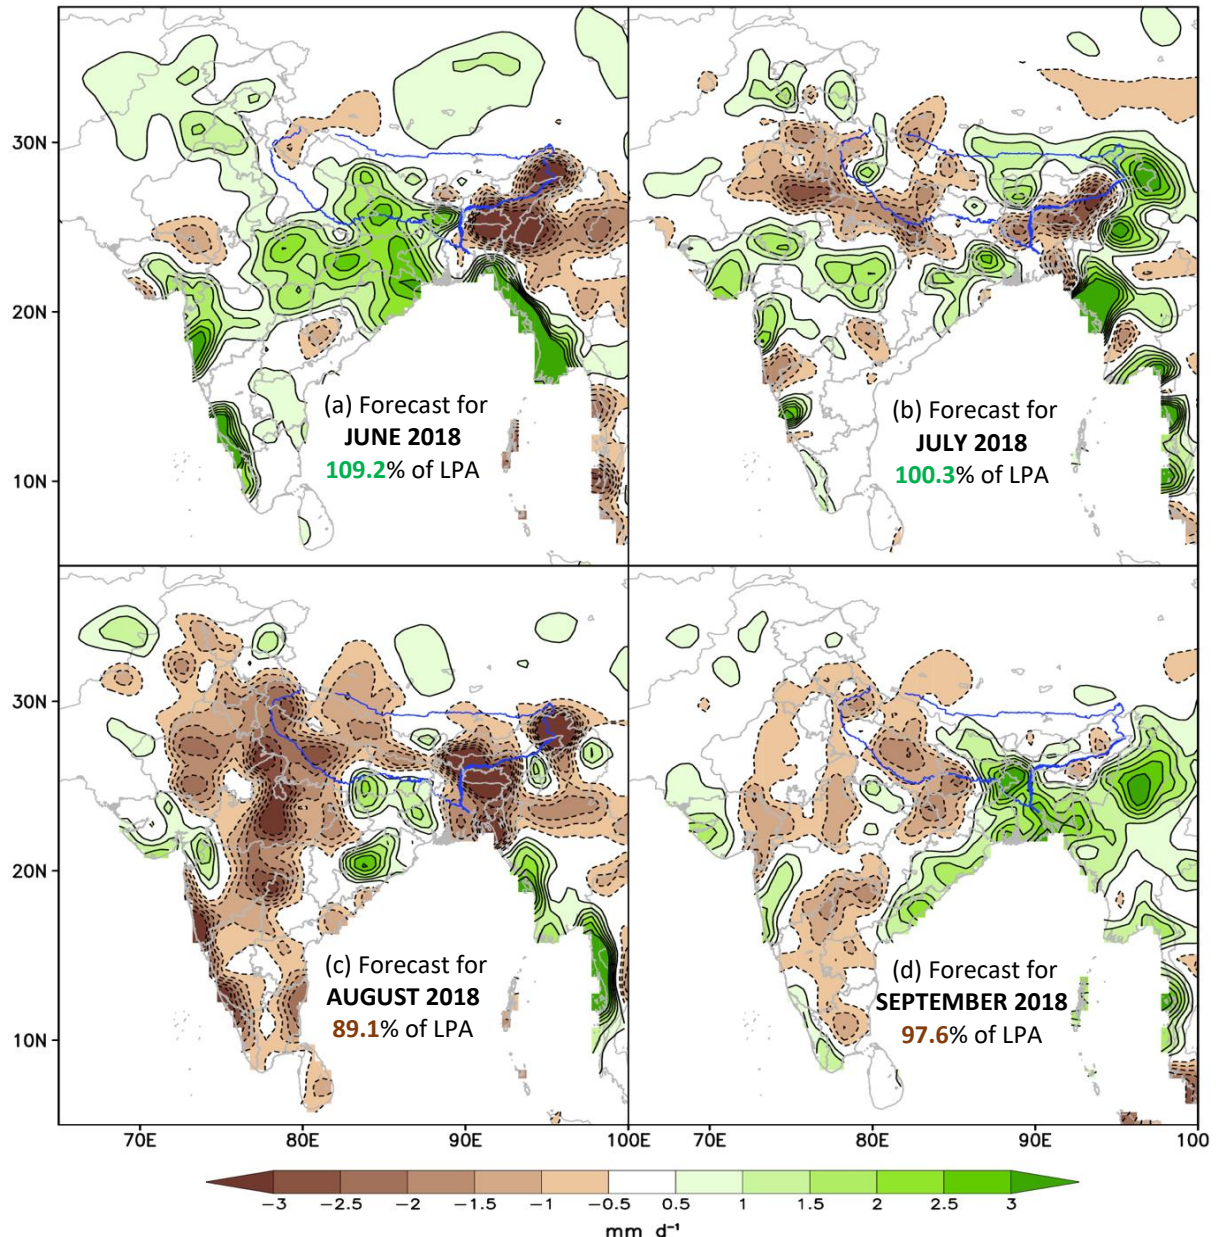 30N
20N
10N
(a) Forecast for
JUNE 2018
109.2% of LPA
(b) Forecast for
JULY 2018
100.3% of LPA
30N
20N
10N
(c) Forecast for
AUGUST 2018
89.1% of LPA
(d) Forecast for
SEPTEMBER 2018
97.6% of LPA
70E 80E 90E 100E 70E 80E 90E 100
−3 −2.5 −2 −1.5 −1 −0.5 0.5 1 1.5 2 2.5 3
mm d⁻¹